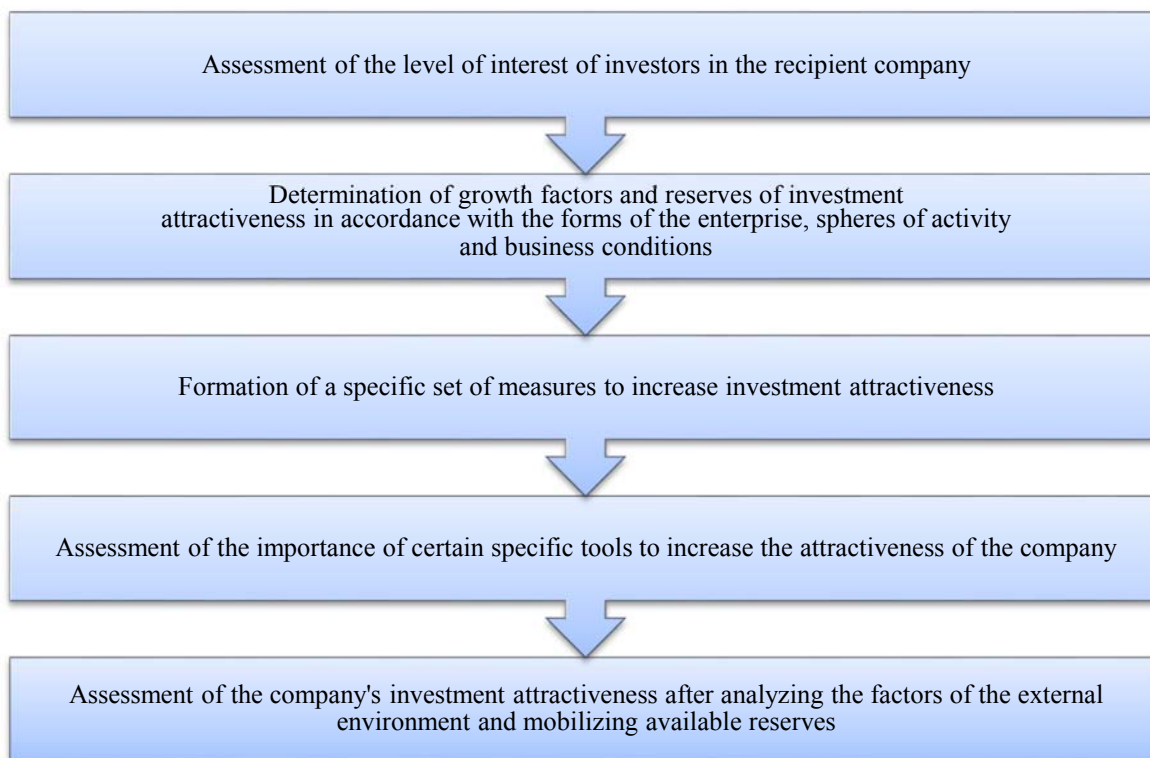 Assessment of the level of interest of investors in the recipient company
Determination of growth factors and reserves of investment
attractiveness in accordance with the forms of the enterprise, spheres of activity
and business conditions
Formation of a specific set of measures to increase investment attractiveness
Assessment of the importance of certain specific tools to increase the attractiveness of the company
Assessment of the company's investment attractiveness after analyzing the factors of the external
environment and mobilizing available reserves